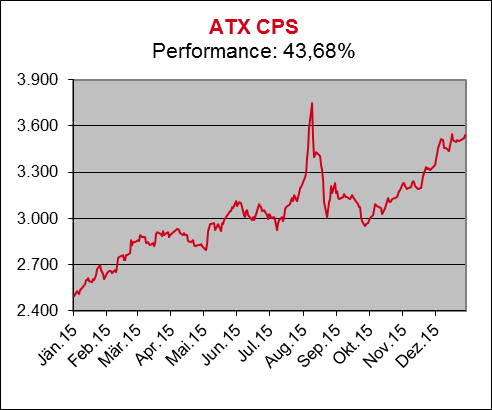 ATX CPS
Performance: 43,68%
3.900
3.600
3.300
3.000
2.700
2.400
Jän.15
Feb.15
Mär.15
Apr.15
Mai.15
Jun.15
Jul.15
Aug.15
Sep.15
Okt.15
Nov.15
Dez.15